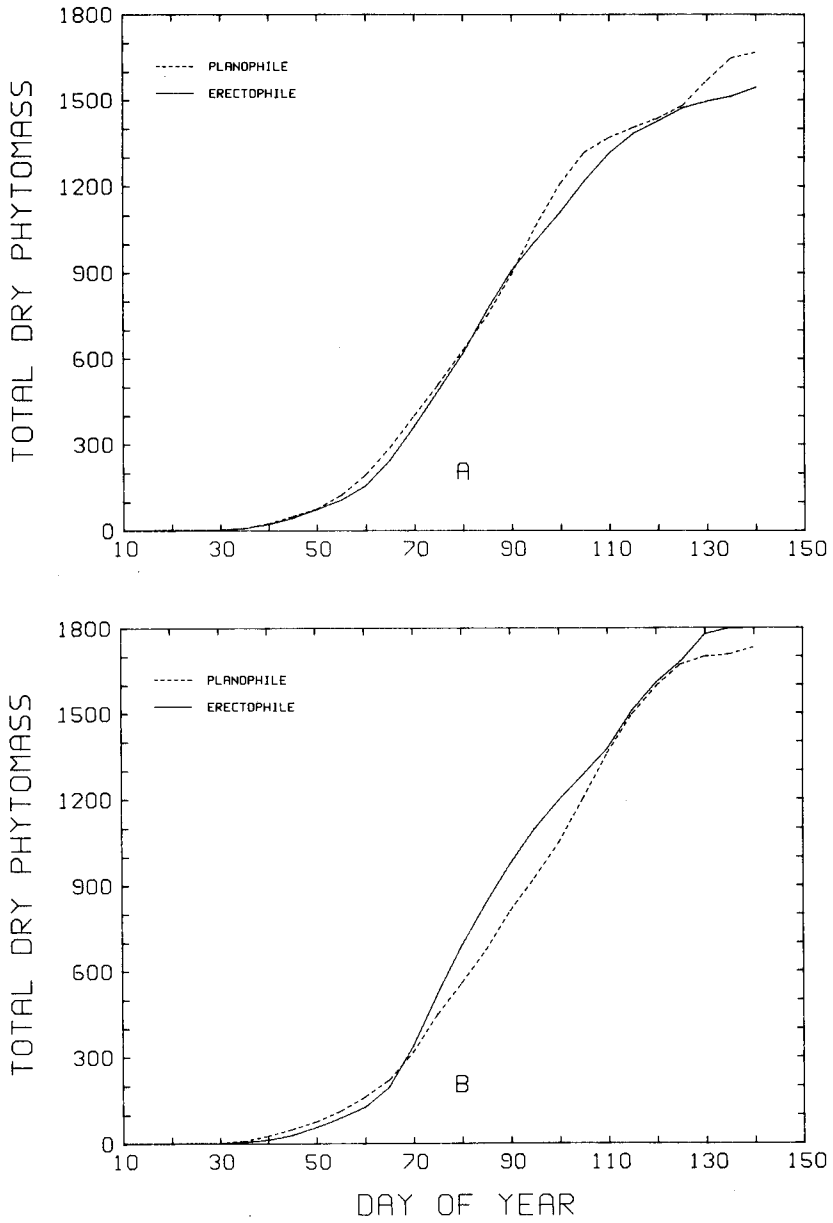 TOTAL DRY PHYTOMASS
1800
1500
1200
900
600
300
0
PLANOPHILE
ERECTOPHILE
A
10 30 50 70 90 110 130 150
TOTAL DRY PHYTOMASS
1800
1500
1200
900
600
300
0
PLANOPHILE
ERECTOPHILE
B
10 30 50 70 90 110 130 150
DAY OF YEAR